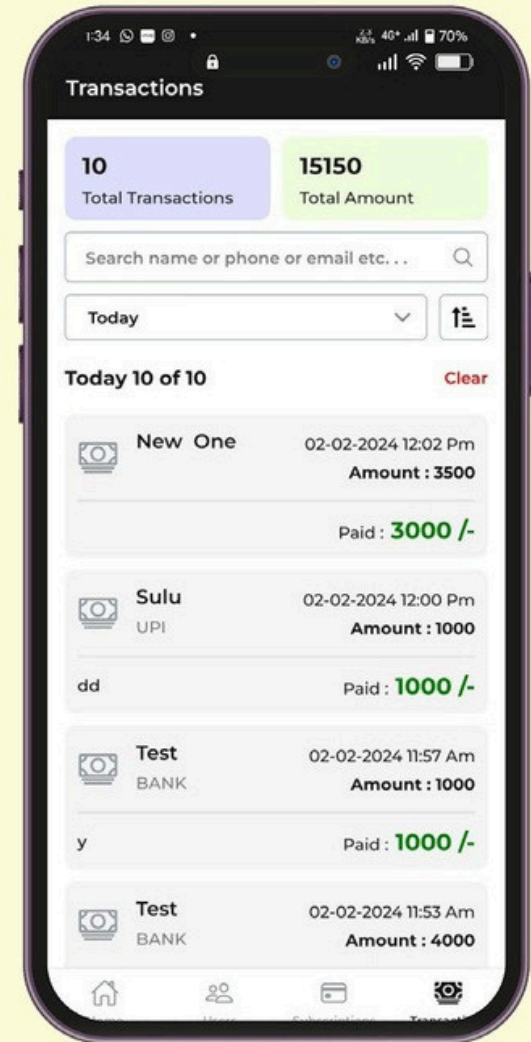 1:34
4G+ 70%
Transactions
10
Total Transactions
15150
Total Amount
Search name or phone or email etc. . .
Today
Today 10 of 10
Clear
New One
02-02-2024 12:02 Pm
Amount : 3500
Paid : 3000 /-
Sulu
02-02-2024 12:00 Pm
UPI
Amount : 1000
dd
Paid : 1000 /-
Test
02-02-2024 11:57 Am
BANK
Amount : 1000
y
Paid : 1000 /-
Test
02-02-2024 11:53 Am
BANK
Amount : 4000